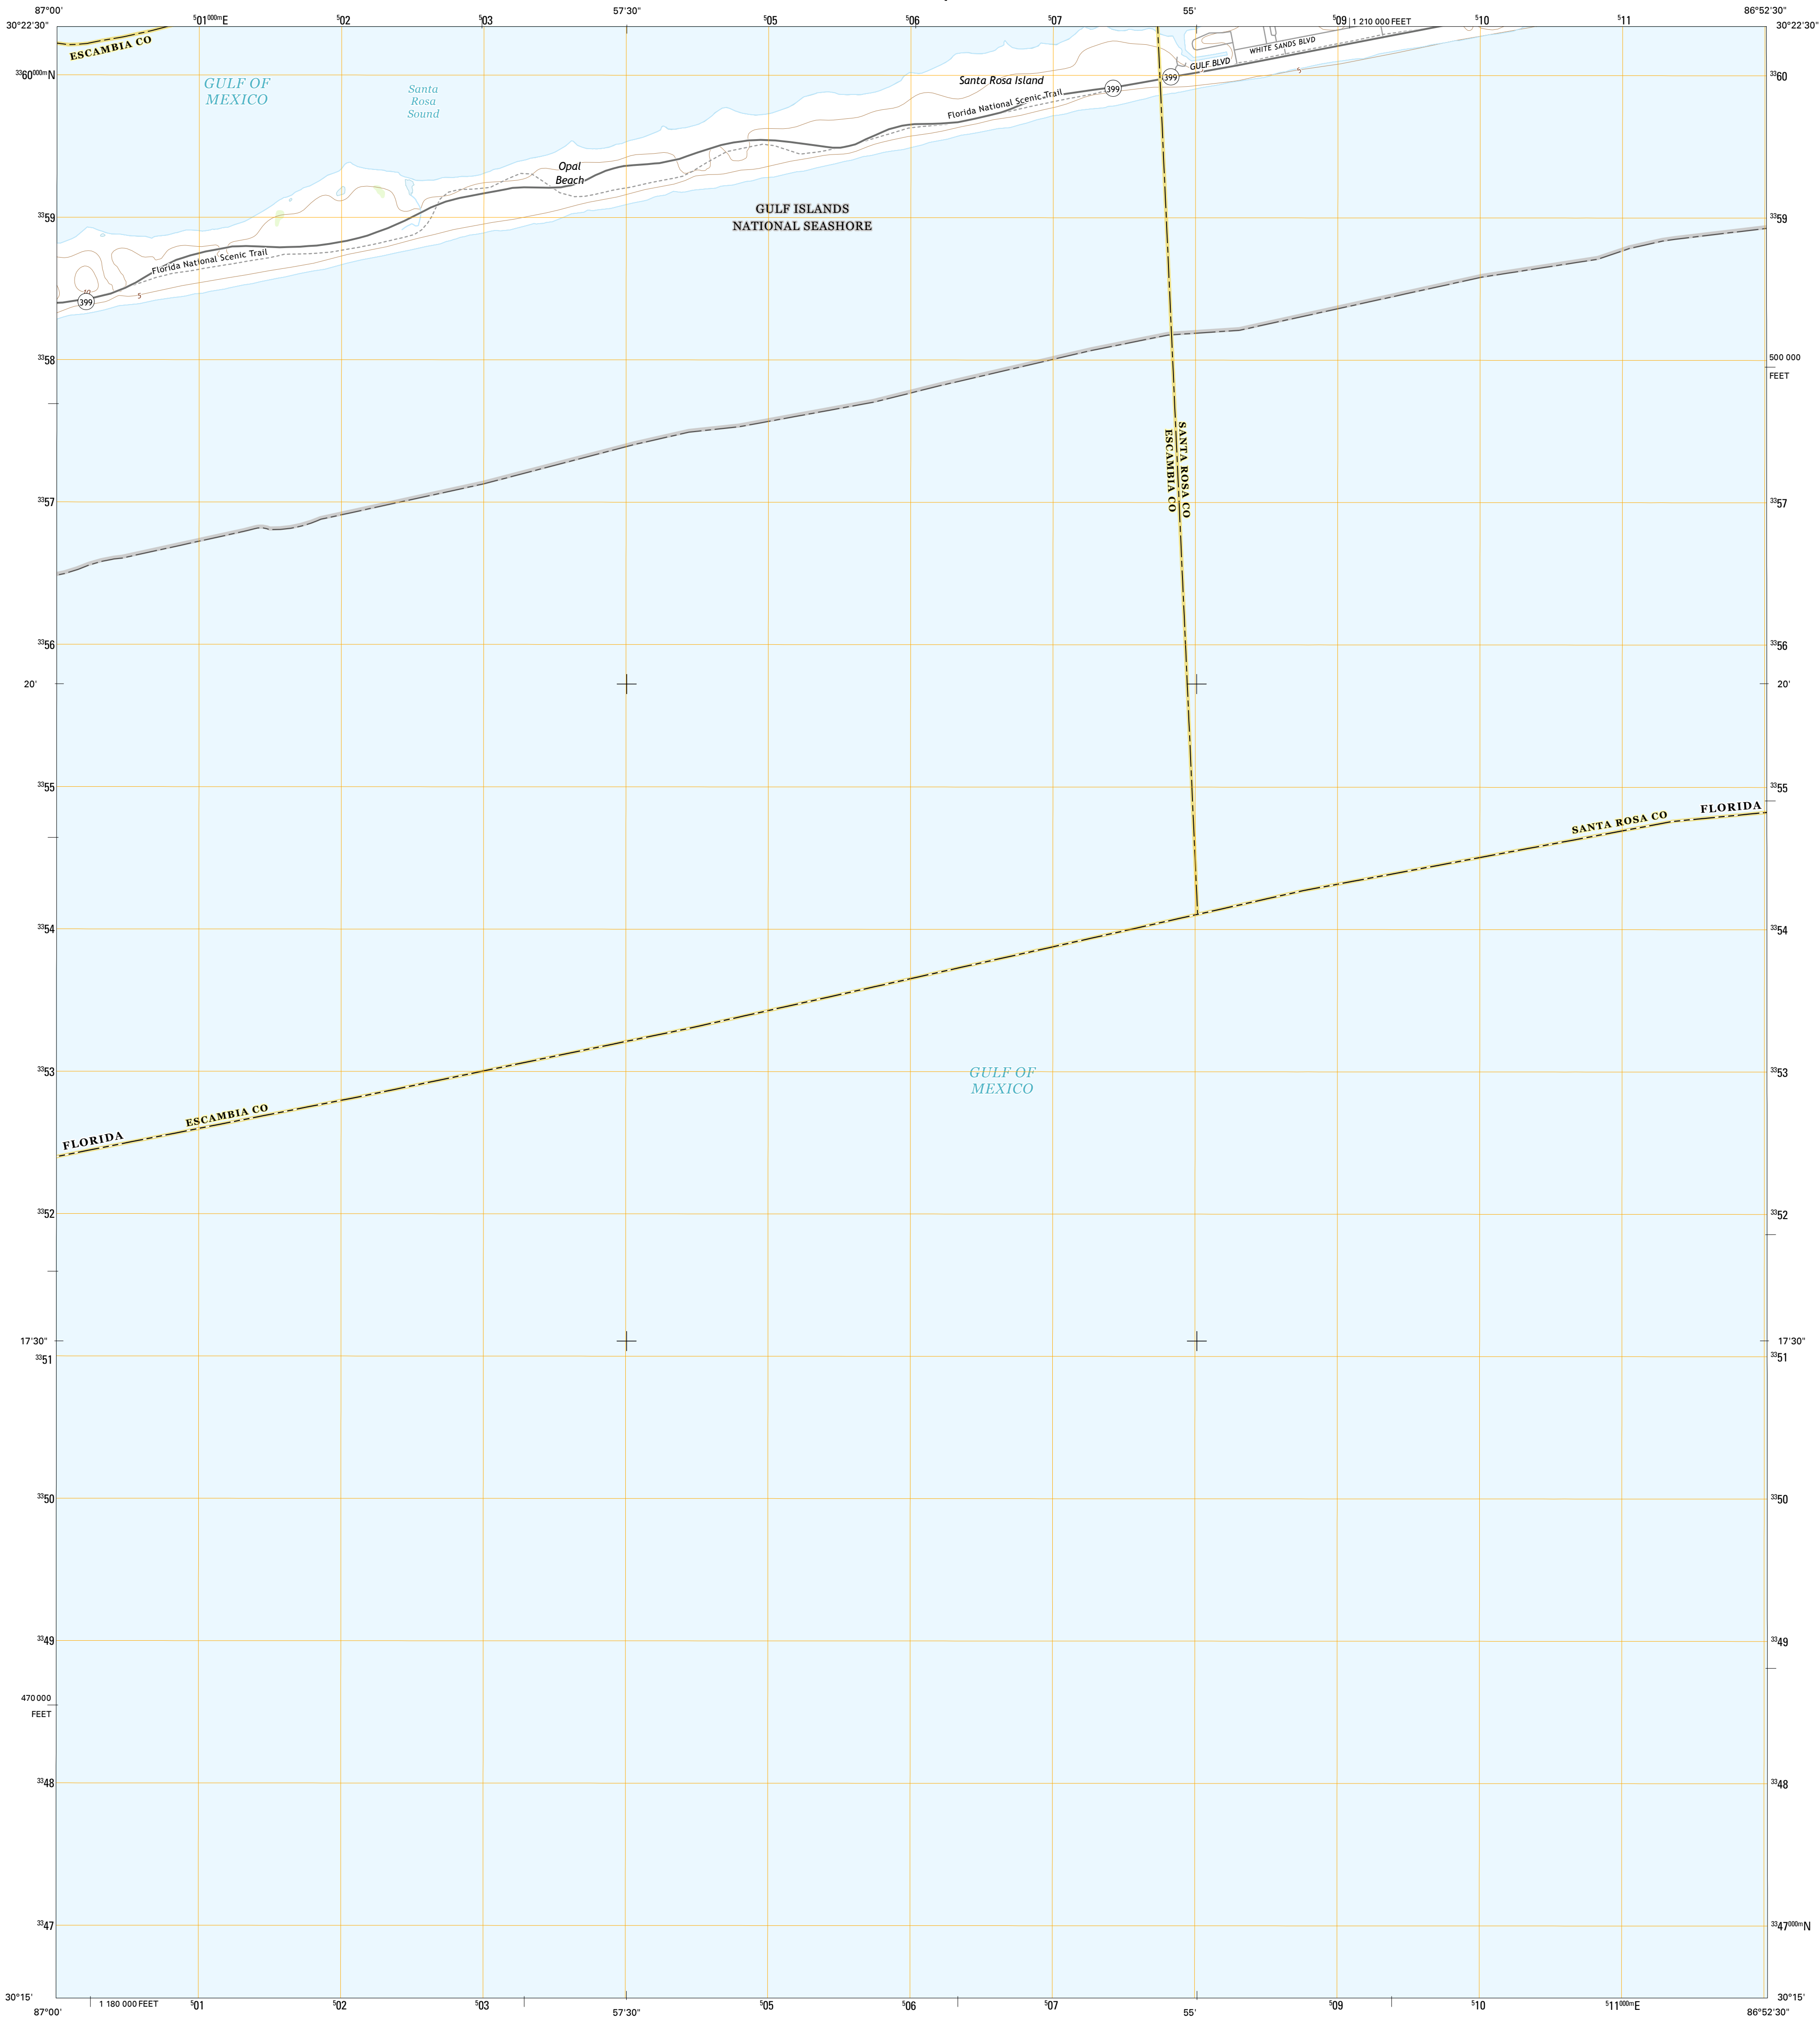 87°00'
⁵01⁰⁰⁰ᵐE
⁵02
⁵03
57'30"
⁵05
⁵06
⁵07
55'
⁵09
1 210 000 FEET
⁵10
⁵11
86°52'30"
30°22'30"
30°22'30"
ESCAMBIA CO
³³60⁰⁰⁰ᵐN
GULF OF
MEXICO
Santa
Rosa
Sound
Santa Rosa Island
399
399
GULF BLVD
WHITE SANDS BLVD
5
³³60
Florida National Scenic Trail
Opal
Beach
³³59
GULF ISLANDS
NATIONAL SEASHORE
³³59
Florida National Scenic Trail
10
5
399
³³58
500 000
FEET
SANTA ROSA CO
ESCAMBIA CO
³³57
³³57
³³56
³³56
20'
20'
³³55
³³55
FLORIDA
SANTA ROSA CO
³³54
³³54
³³53
GULF OF
MEXICO
³³53
FLORIDA
ESCAMBIA CO
³³52
³³52
17'30"
17'30"
³³51
³³51
³³50
³³50
³³49
³³49
470 000
FEET
³³48
³³48
³³47
³³47⁰⁰⁰ᵐN
30°15'
30°15'
87°00'
1 180 000 FEET
⁵01
⁵02
⁵03
57'30"
⁵05
⁵06
⁵07
55'
⁵09
⁵10
⁵11⁰⁰⁰ᵐE
86°52'30"